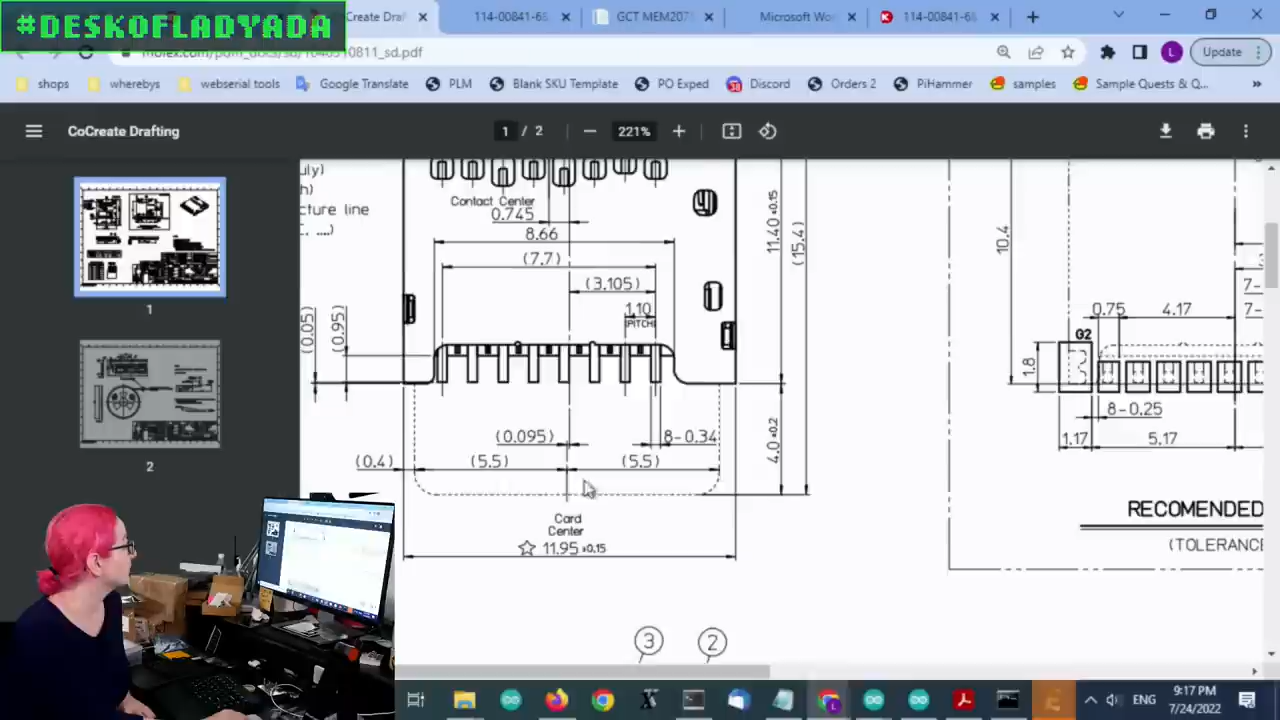 #DESKOFLADYADA
CoCreate Draf
114-00841-68
GCT MEM207
Microsoft Wo
114-00841-68
molex.com/pdm_docs/sd/1040310811_sd.pdf
Update
shops
whereby
webserial tools
Google Translate
PLM
Blank SKU Template
PO Exped
Discord
Orders 2
PiHammer
samples
Sample Quests & Q...
CoCreate Drafting
1 / 2
221%
1
2
cture line
Contact Center
0.745
8.66
(7.7)
(3.105)
1.10
(PITCH)
(0.05)
(0.95)
11.40 ±0.15
(15.4)
(0.095)
8-0.34
4.0±0.2
(0.4)
(5.5)
(5.5)
Card
Center
☆ 11.95 ±0.15
3
2
10.4
0.75
4.17
7-
7-
G2
1.8
8-0.25
1.17
5.17
RECOMENDED
(TOLERANCE
ENG
9:17 PM
7/24/2022